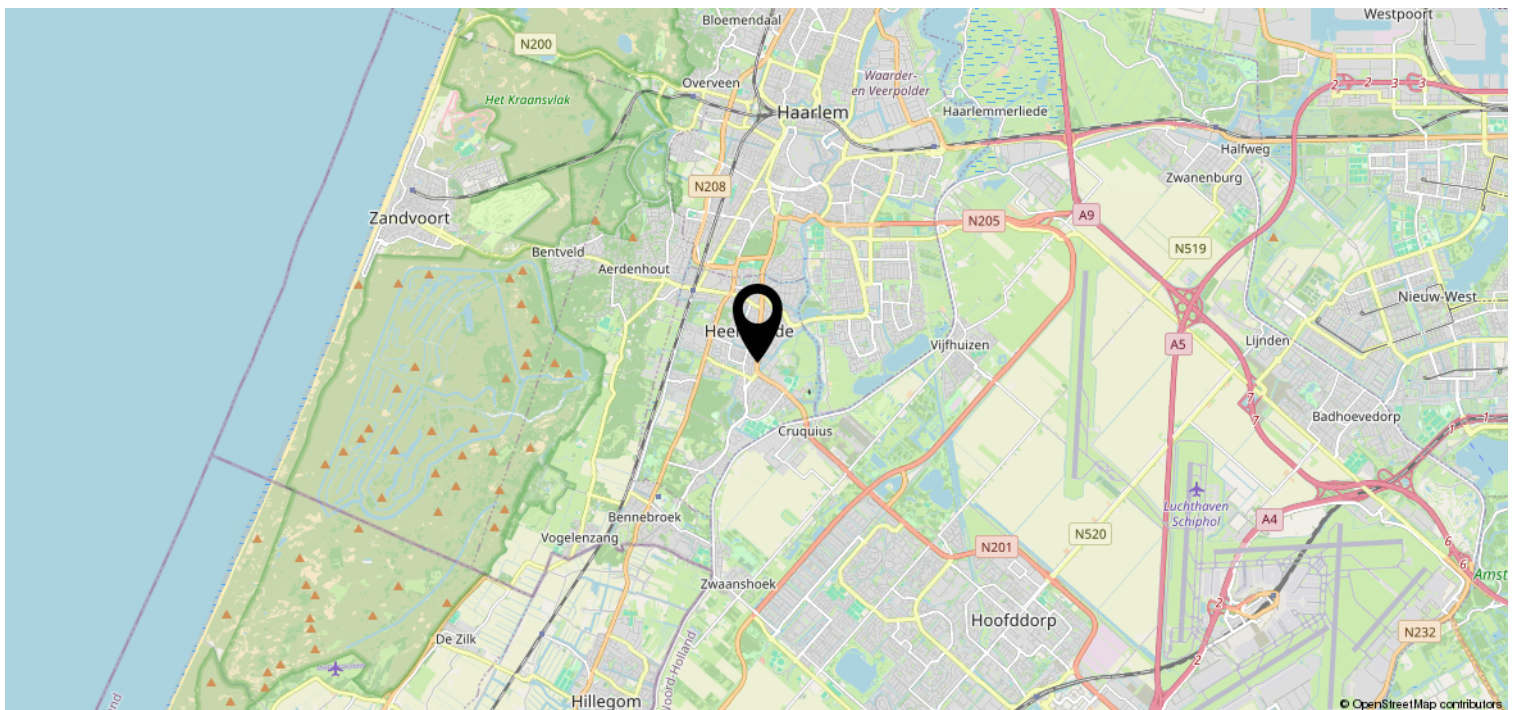 Bloemendaal
Westpoort
N200
Overveen
Waarder-
en Veerpolder
2
2
3
3
Het Kraansvlak
Haarlem
Haarlemmerliede
Halfweg
Zwanenburg
N208
Zandvoort
N205
A9
Bentveld
N519
Aerdenhout
Nieuw-West
Vijfhuizen
A5
Lijnden
7
7
Badhoevedorp
1
1
Cruquius
Luchthaven
Schiphol
A4
Bennebroek
Vogelenzang
N520
N201
6
6
Zwaanshoek
Amst
2
Hoofddorp
De Zilk
N232
2
Noord-Holland
Hillegom
© OpenStreetMap contributors